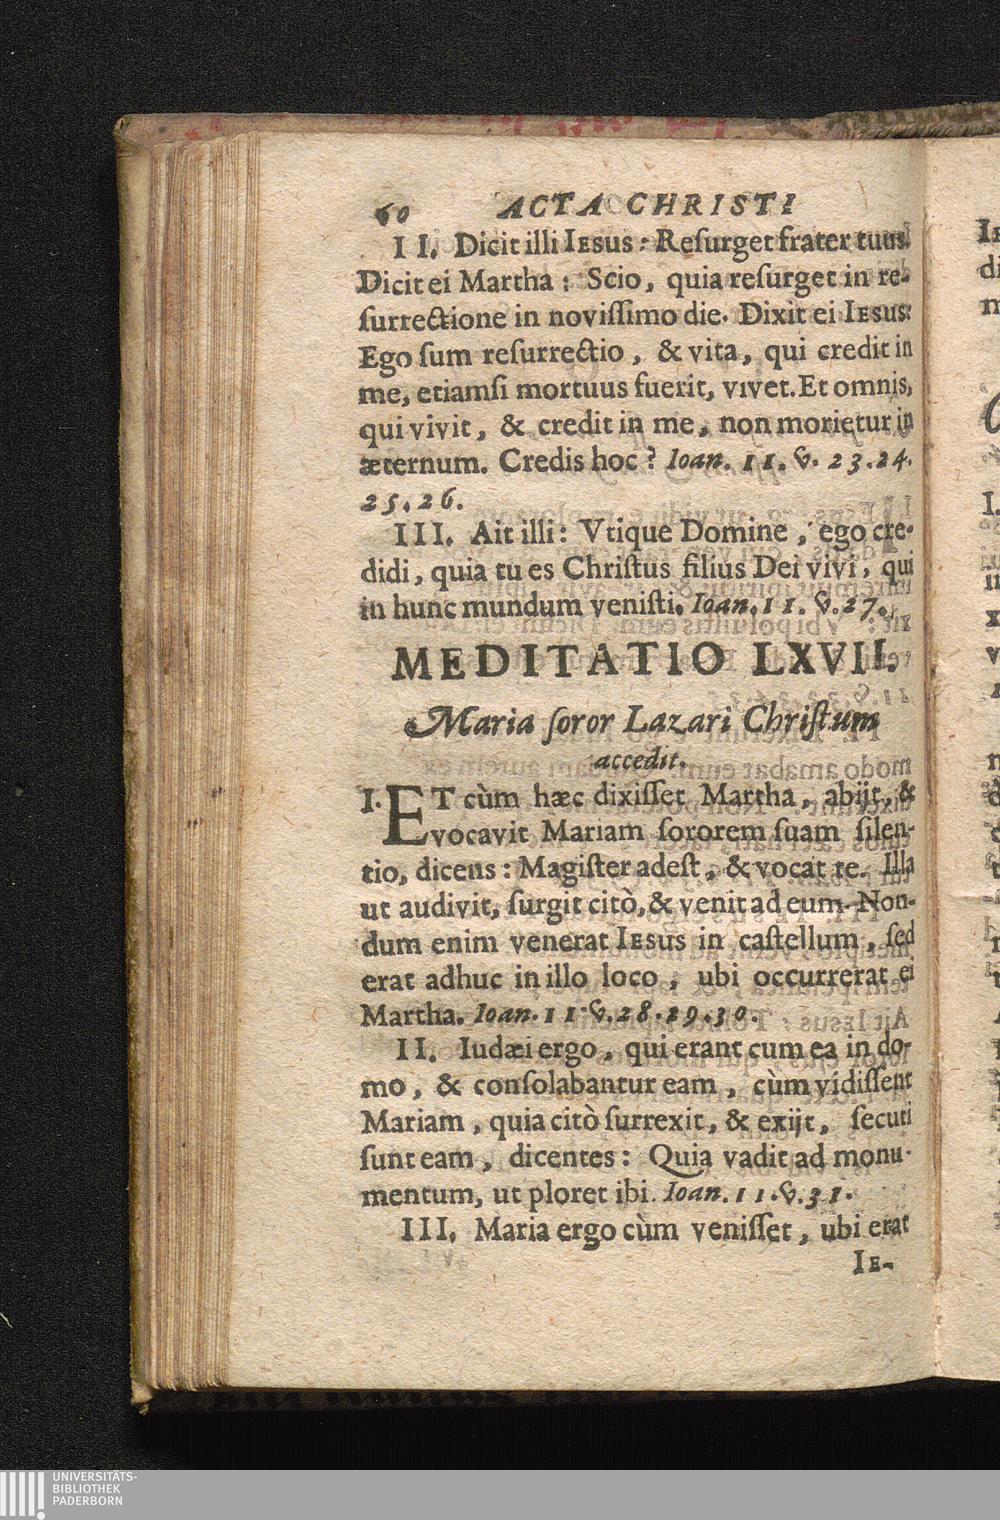 60 ACTA CHRISTI
II. Dicit illi IEsus: Reſurget frater tuus.
Dicit ei Martha: Scio, quia reſurget in re-
ſurrectione in noviſſimo die. Dixit ei IEsus:
Ego ſum reſurrectio, & vita, qui credit in
me, etiamſi mortuus fuerit, vivet. Et omnis,
qui vivit, & credit in me, non morietur in
æternum. Credis hoc? Ioan. 11. v. 23. 24.
25. 26.
III. Ait illi: Vtique Domine, ego cre-
didi, quia tu es Chriſtus filius Dei vivi, qui
in hunc mundum veniſti. Ioan. 11. v. 27.
MEDITATIO LXVII.
Maria ſoror Lazari Chriſtum
accedit.
I. ET cùm hæc dixiſſet Martha, abijt, &
vocavit Mariam ſororem ſuam ſilen-
tio, dicens: Magiſter adeſt, & vocat te. Illa
ut audivit, ſurgit citò, & venit ad eum. Non-
dum enim venerat IEsus in caſtellum, ſed
erat adhuc in illo loco, ubi occurrerat ei
Martha. Ioan. 11. v. 28. 29. 30.
II. Iudæi ergo, qui erant cum ea in do-
mo, & conſolabantur eam, cùm vidiſſent
Mariam, quia citò ſurrexit, & exijt, ſecuti
ſunt eam, dicentes: Quia vadit ad monu-
mentum, ut ploret ibi. Ioan. 11. v. 31.
III. Maria ergo cùm veniſſet, ubi erat
IE-
UNIVERSITÄTS-
BIBLIOTHEK
PADERBORN